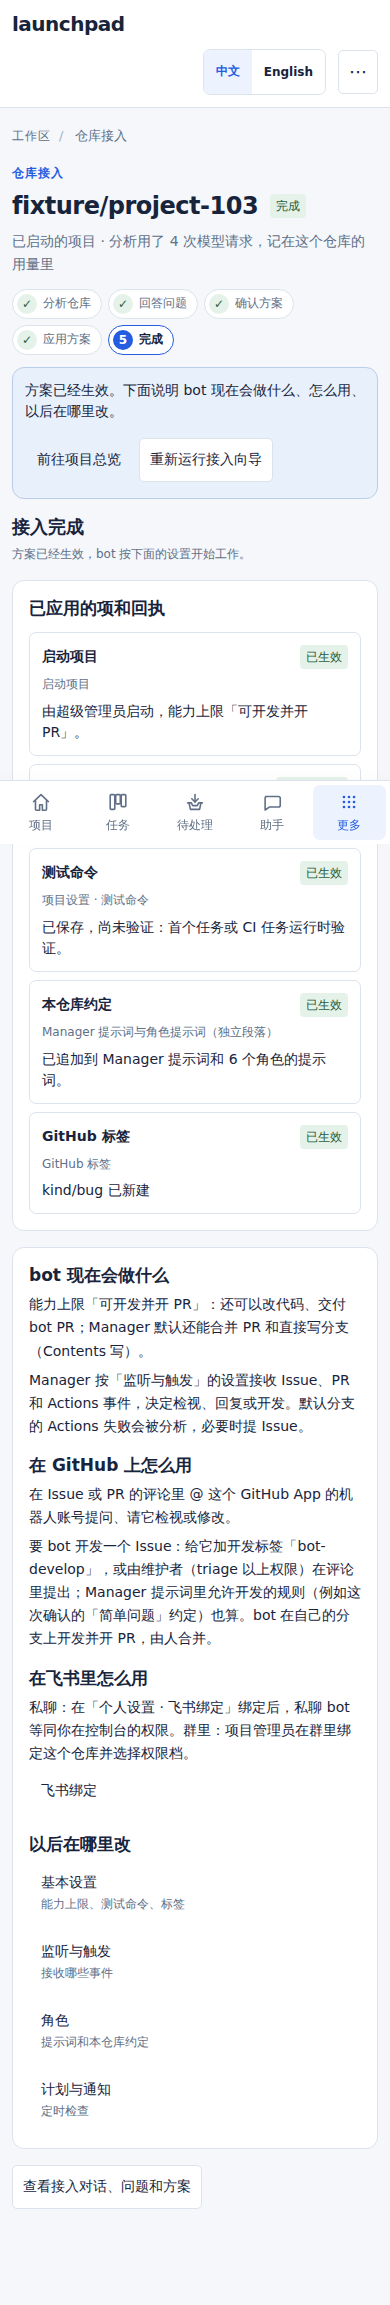 launchpad
中文 English ⋯
工作区 / 仓库接入
仓库接入
fixture/project-103 完成
已启动的项目 · 分析用了 4 次模型请求，记在这个仓库的
用量里
✓ 分析仓库 ✓ 回答问题 ✓ 确认方案
✓ 应用方案 5 完成
方案已经生效。下面说明 bot 现在会做什么、怎么用、
以后在哪里改。
前往项目总览 重新运行接入向导
接入完成
方案已经生效，bot 按下面的设置开始工作。
已应用的项和回执
启动项目 已生效
启动项目
由超级管理员启动，能力上限「可开发并开
PR」。
项目 任务 待处理 助手 更多
测试命令 已生效
项目设置 · 测试命令
已保存，尚未验证：首个任务或 CI 任务运行时验
证。
本仓库约定 已生效
Manager 提示词与角色提示词（独立段落）
已追加到 Manager 提示词和 6 个角色的提示
词。
GitHub 标签 已生效
GitHub 标签
kind/bug 已新建
bot 现在会做什么
能力上限「可开发并开 PR」：还可以改代码、交付
bot PR；Manager 默认还能合并 PR 和直接写分支
（Contents 写）。
Manager 按「监听与触发」的设置接收 Issue、PR
和 Actions 事件，决定检视、回复或开发。默认分支
的 Actions 失败会被分析，必要时提 Issue。
在 GitHub 上怎么用
在 Issue 或 PR 的评论里 @ 这个 GitHub App 的机
器人账号提问、请它检视或修改。
要 bot 开发一个 Issue：给它加开发标签「bot-
develop」，或由维护者（triage 以上权限）在评论
里提出；Manager 提示词里允许开发的规则（例如这
次确认的「简单问题」约定）也算。bot 在自己的分
支上开发并开 PR，由人合并。
在飞书里怎么用
私聊：在「个人设置 · 飞书绑定」绑定后，私聊 bot
等同你在控制台的权限。群里：项目管理员在群里绑
定这个仓库并选择权限档。
飞书绑定
以后在哪里改
基本设置
能力上限、测试命令、标签
监听与触发
接收哪些事件
角色
提示词和本仓库约定
计划与通知
定时检查
查看接入对话、问题和方案